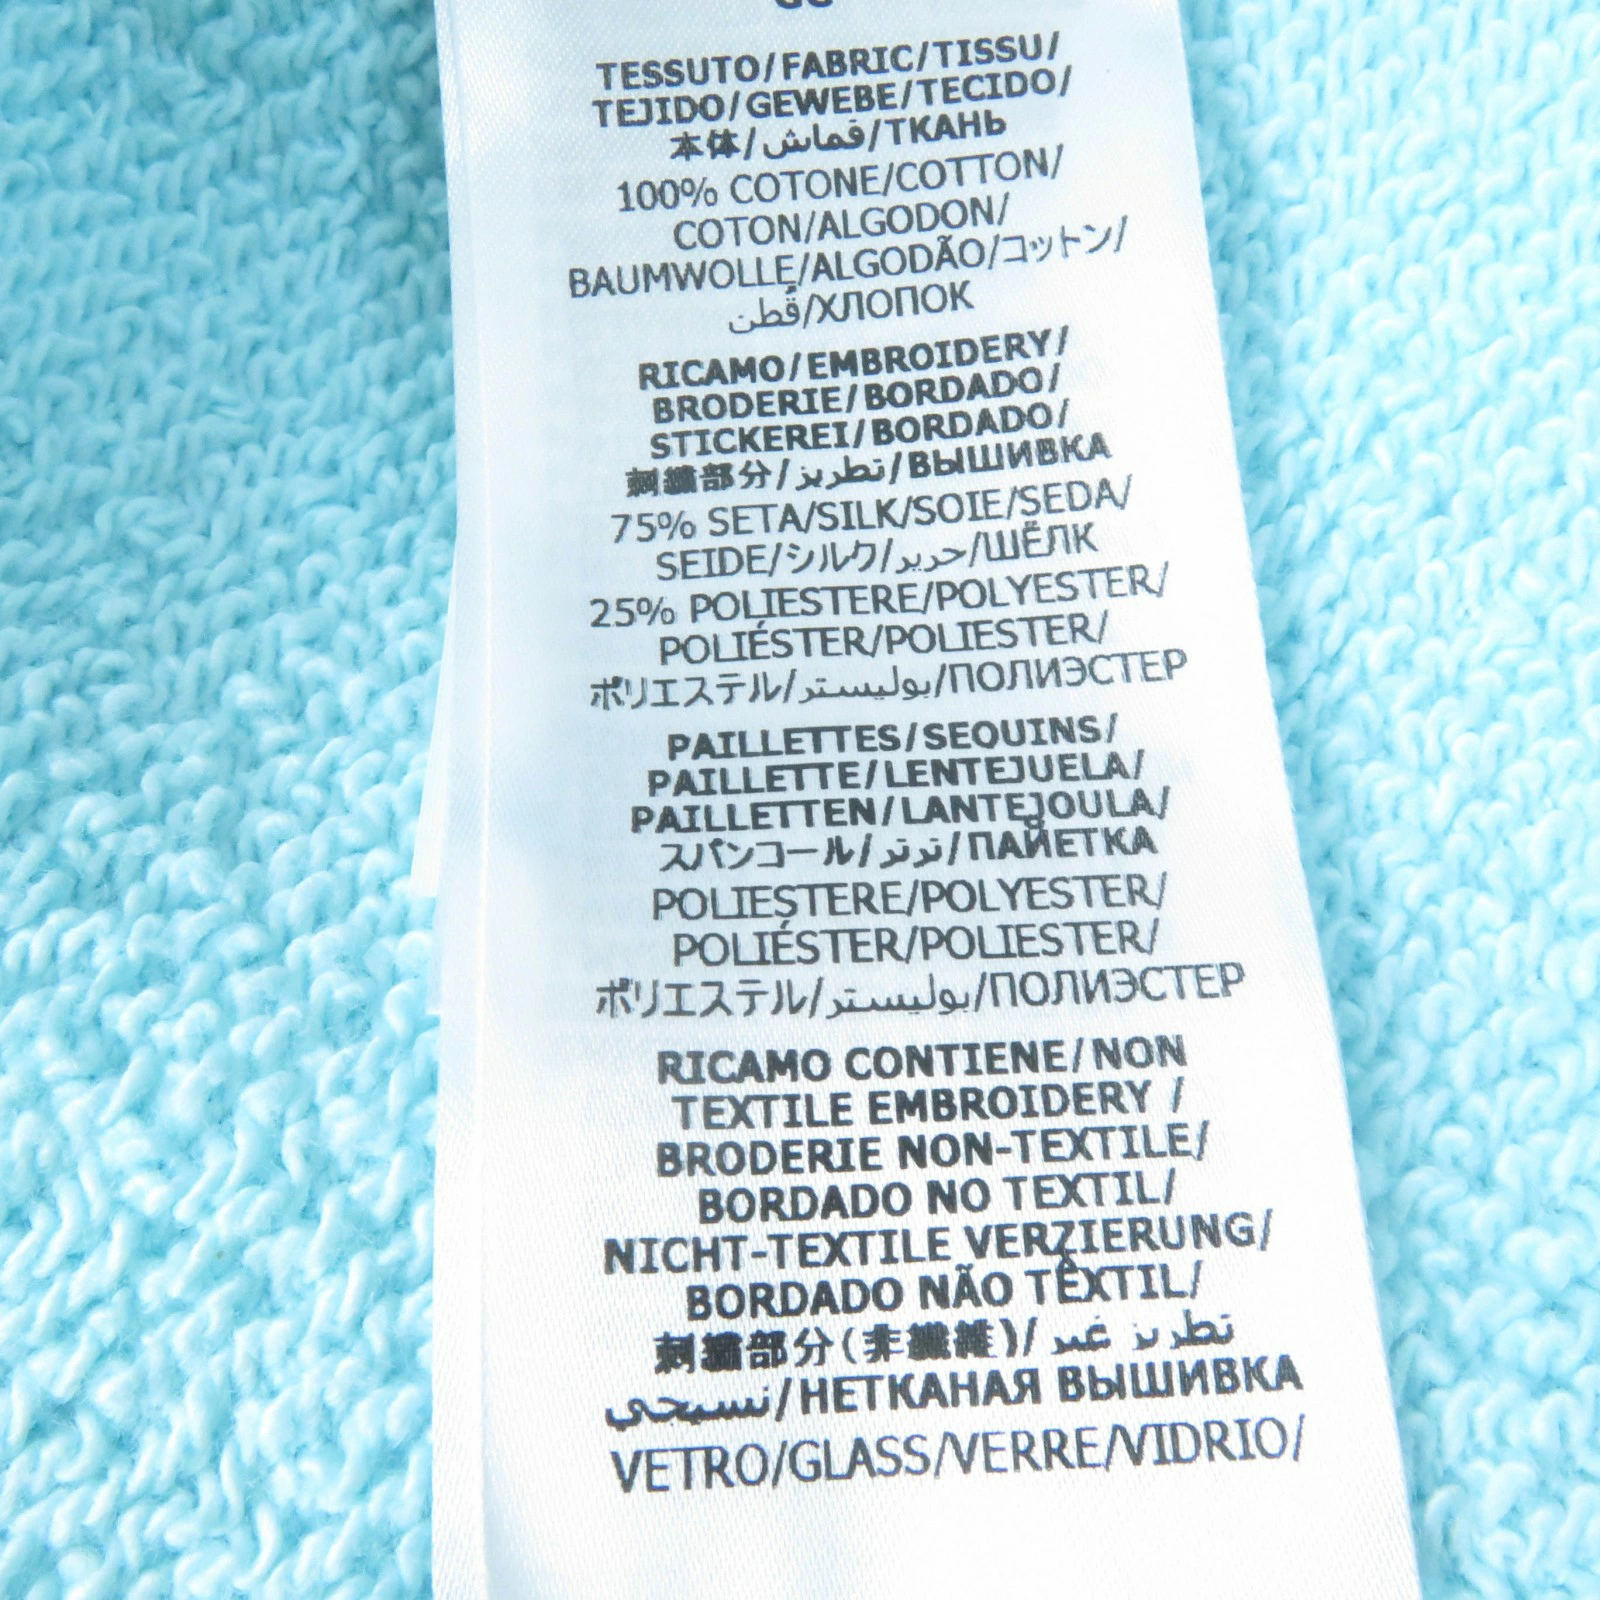 TESSUTO/FABRIC/TISSU/
TEJIDO/GEWEBE/TECIDO/
本体/قماش/ТКАНЬ
100% COTONE/COTTON/
COTON/ALGODON/
BAUMWOLLE/ALGODÃO/コットン/
قطن/ХЛОПОК
RICAMO/EMBROIDERY/
BRODERIE/BORDADO/
STICKEREI/BORDADO/
刺繍部分/تطريز/ВЫШИВКА
75% SETA/SILK/SOIE/SEDA/
SEIDE/シルク/حرير/ШЁЛК
25% POLIESTERE/POLYESTER/
POLIÉSTER/POLIESTER/
ポリエステル/بوليستر/ПОЛИЭСТЕР
PAILLETTES/SEQUINS/
PAILLETTE/LENTEJUELA/
PAILLETTEN/LANTEJOULA/
スパンコール/ترتر/ПАЙЕТКА
POLIESTERE/POLYESTER/
POLIÉSTER/POLIESTER/
ポリエステル/بوليستر/ПОЛИЭСТЕР
RICAMO CONTIENE/NON
TEXTILE EMBROIDERY /
BRODERIE NON-TEXTILE/
BORDADO NO TEXTIL/
NICHT-TEXTILE VERZIERUNG/
BORDADO NÃO TÊXTIL/
刺繍部分(非繊維)/تطريز غير
نسيجي/НЕТКАНАЯ ВЫШИВКА
VETRO/GLASS/VERRE/VIDRIO/